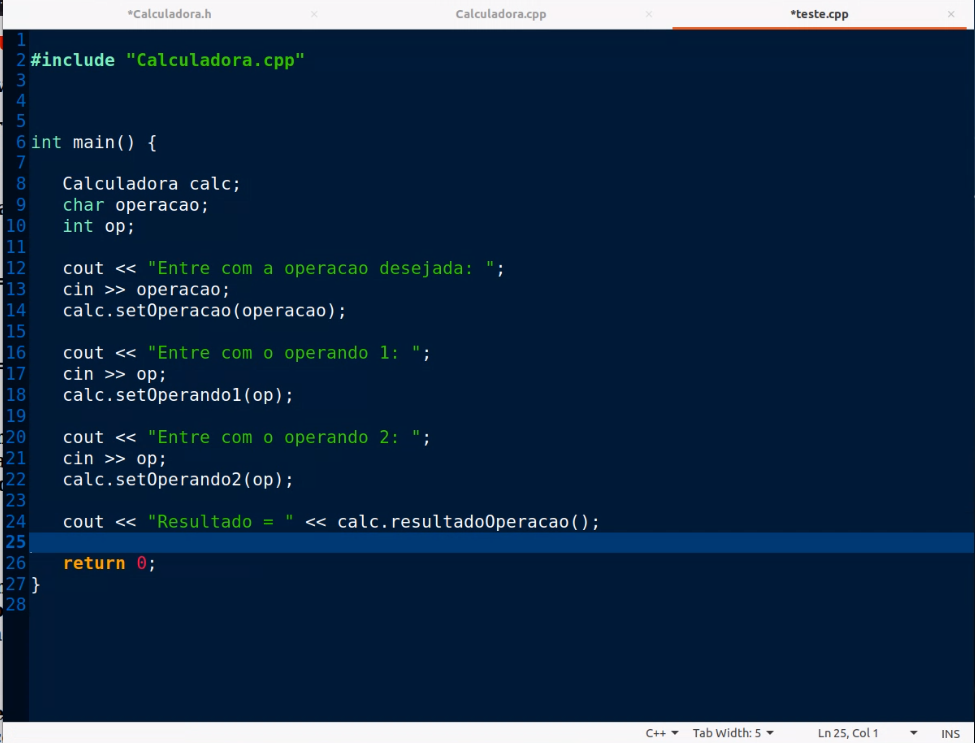 *Calculadora.h × Calculadora.cpp × *teste.cpp ×
1
2 #include "Calculadora.cpp"
3
4
5
6 int main() {
7
8 Calculadora calc;
9 char operacao;
10 int op;
11
12 cout << "Entre com a operacao desejada: ";
13 cin >> operacao;
14 calc.setOperacao(operacao);
15
16 cout << "Entre com o operando 1: ";
17 cin >> op;
18 calc.setOperando1(op);
19
20 cout << "Entre com o operando 2: ";
21 cin >> op;
22 calc.setOperando2(op);
23
24 cout << "Resultado = " << calc.resultadoOperacao();
25
26 return 0;
27 }
28
C++ Tab Width: 5 Ln 25, Col 1 INS